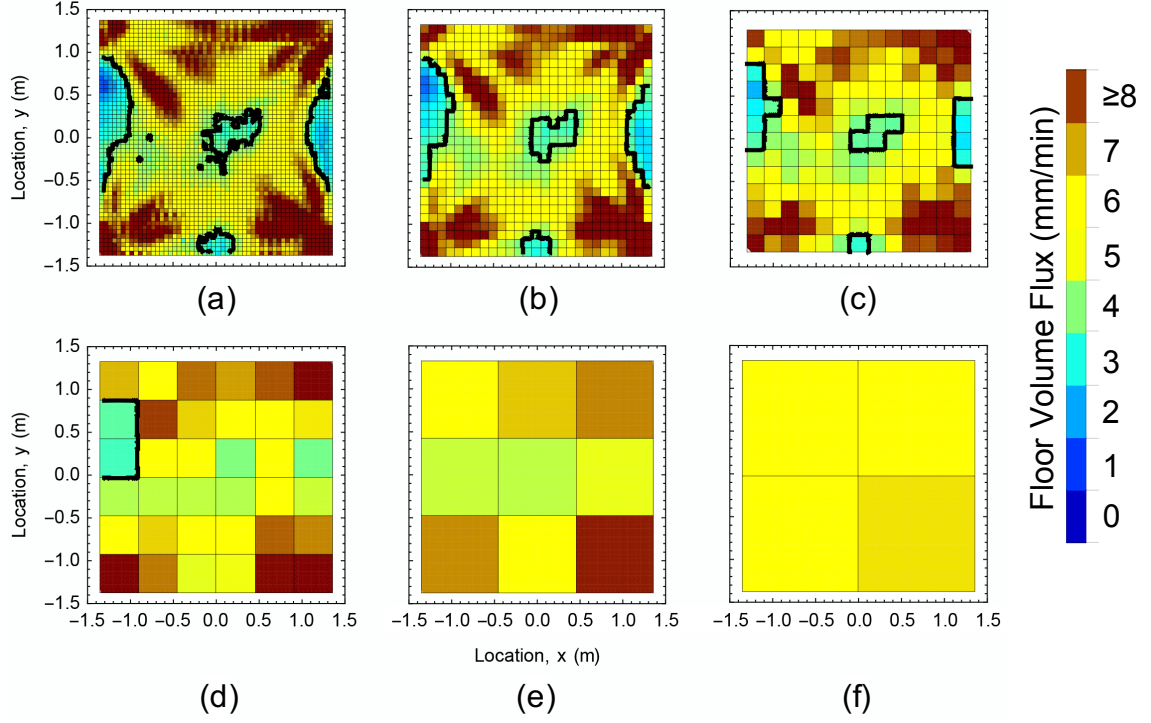 1.5
1.0
0.5
0.0
−0.5
−1.0
−1.5
Location, y (m)
(a)
(b)
(c)
1.5
1.0
0.5
0.0
−0.5
−1.0
−1.5
Location, y (m)
−1.5 −1.0 −0.5 0.0 0.5 1.0 1.5
−1.5 −1.0 −0.5 0.0 0.5 1.0 1.5
−1.5 −1.0 −0.5 0.0 0.5 1.0 1.5
Location, x (m)
(d)
(e)
(f)
Floor Volume Flux (mm/min)
≥8
7
6
5
4
3
2
1
0